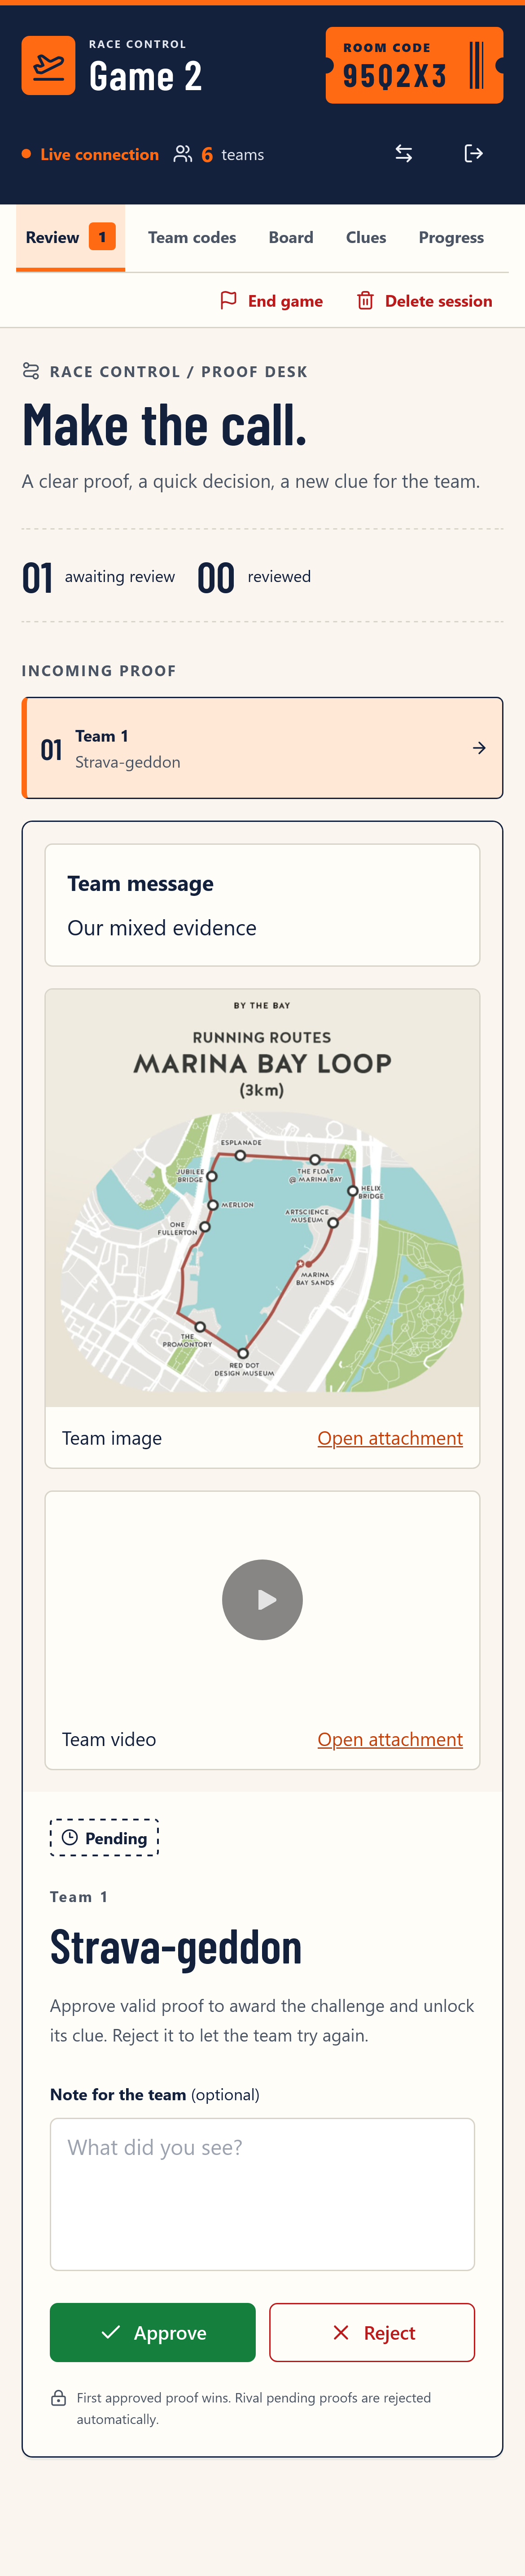 RACE CONTROL
Game 2
ROOM CODE
95Q2X3
Live connection 6 teams
Review 1 Team codes Board Clues Progress
End game Delete session
RACE CONTROL / PROOF DESK
Make the call.
A clear proof, a quick decision, a new clue for the team.
01 awaiting review 00 reviewed
INCOMING PROOF
01 Team 1
Strava-geddon
Team message
Our mixed evidence
BY THE BAY
RUNNING ROUTES
MARINA BAY LOOP
(3km)
ESPLANADE
JUBILEE
BRIDGE
THE FLOAT
@ MARINA BAY
HELIX
BRIDGE
MERLION
ARTSCIENCE
MUSEUM
ONE
FULLERTON
MARINA
BAY SANDS
THE
PROMONTORY
RED DOT
DESIGN MUSEUM
Team image Open attachment
Team video Open attachment
Pending
Team 1
Strava-geddon
Approve valid proof to award the challenge and unlock
its clue. Reject it to let the team try again.
Note for the team (optional)
What did you see?
Approve Reject
First approved proof wins. Rival pending proofs are rejected
automatically.